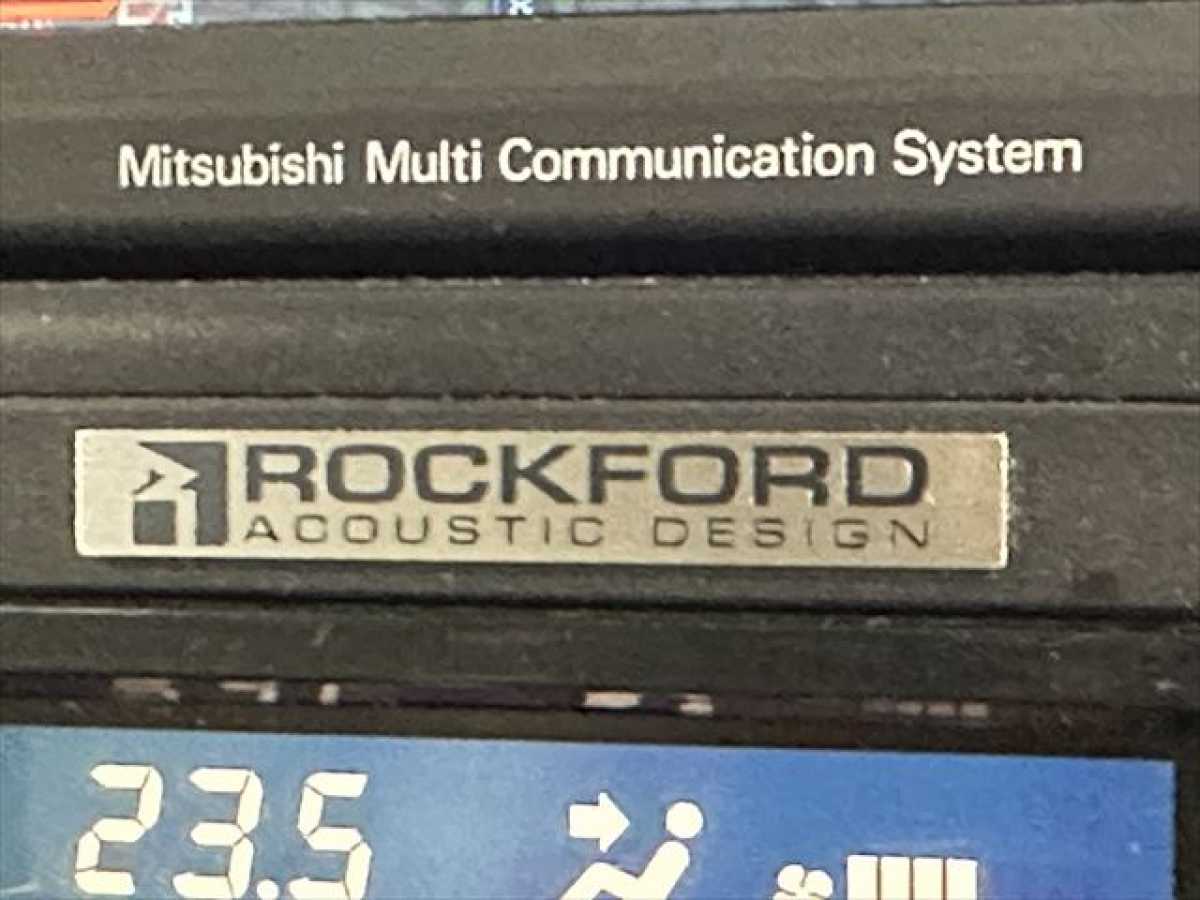 Mitsubishi Multi Communication System
ROCKFORD
ACOUSTIC DESIGN
23.5